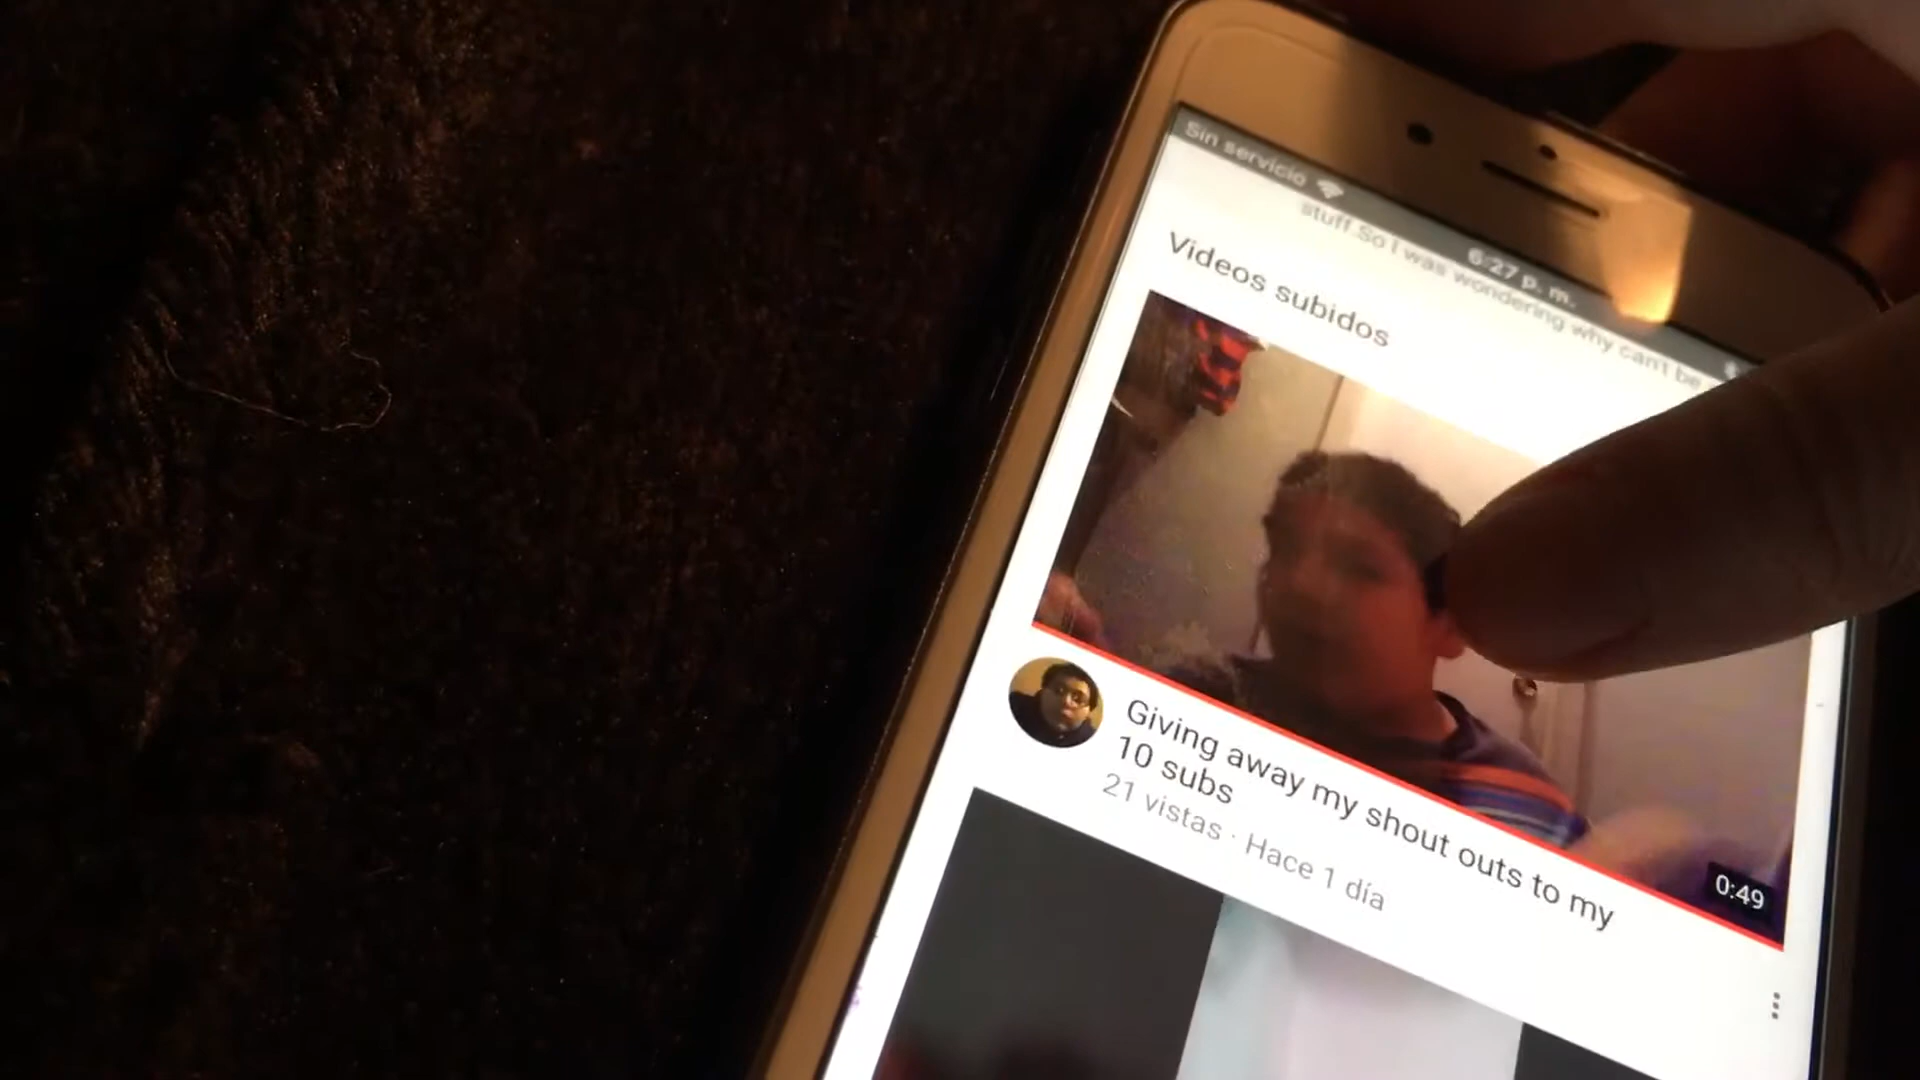 Sin servicio
6:27 p. m.
stuff.So I was wondering why can't be
Videos subidos
0:49
Giving away my shout outs to my
10 subs
21 vistas · Hace 1 día